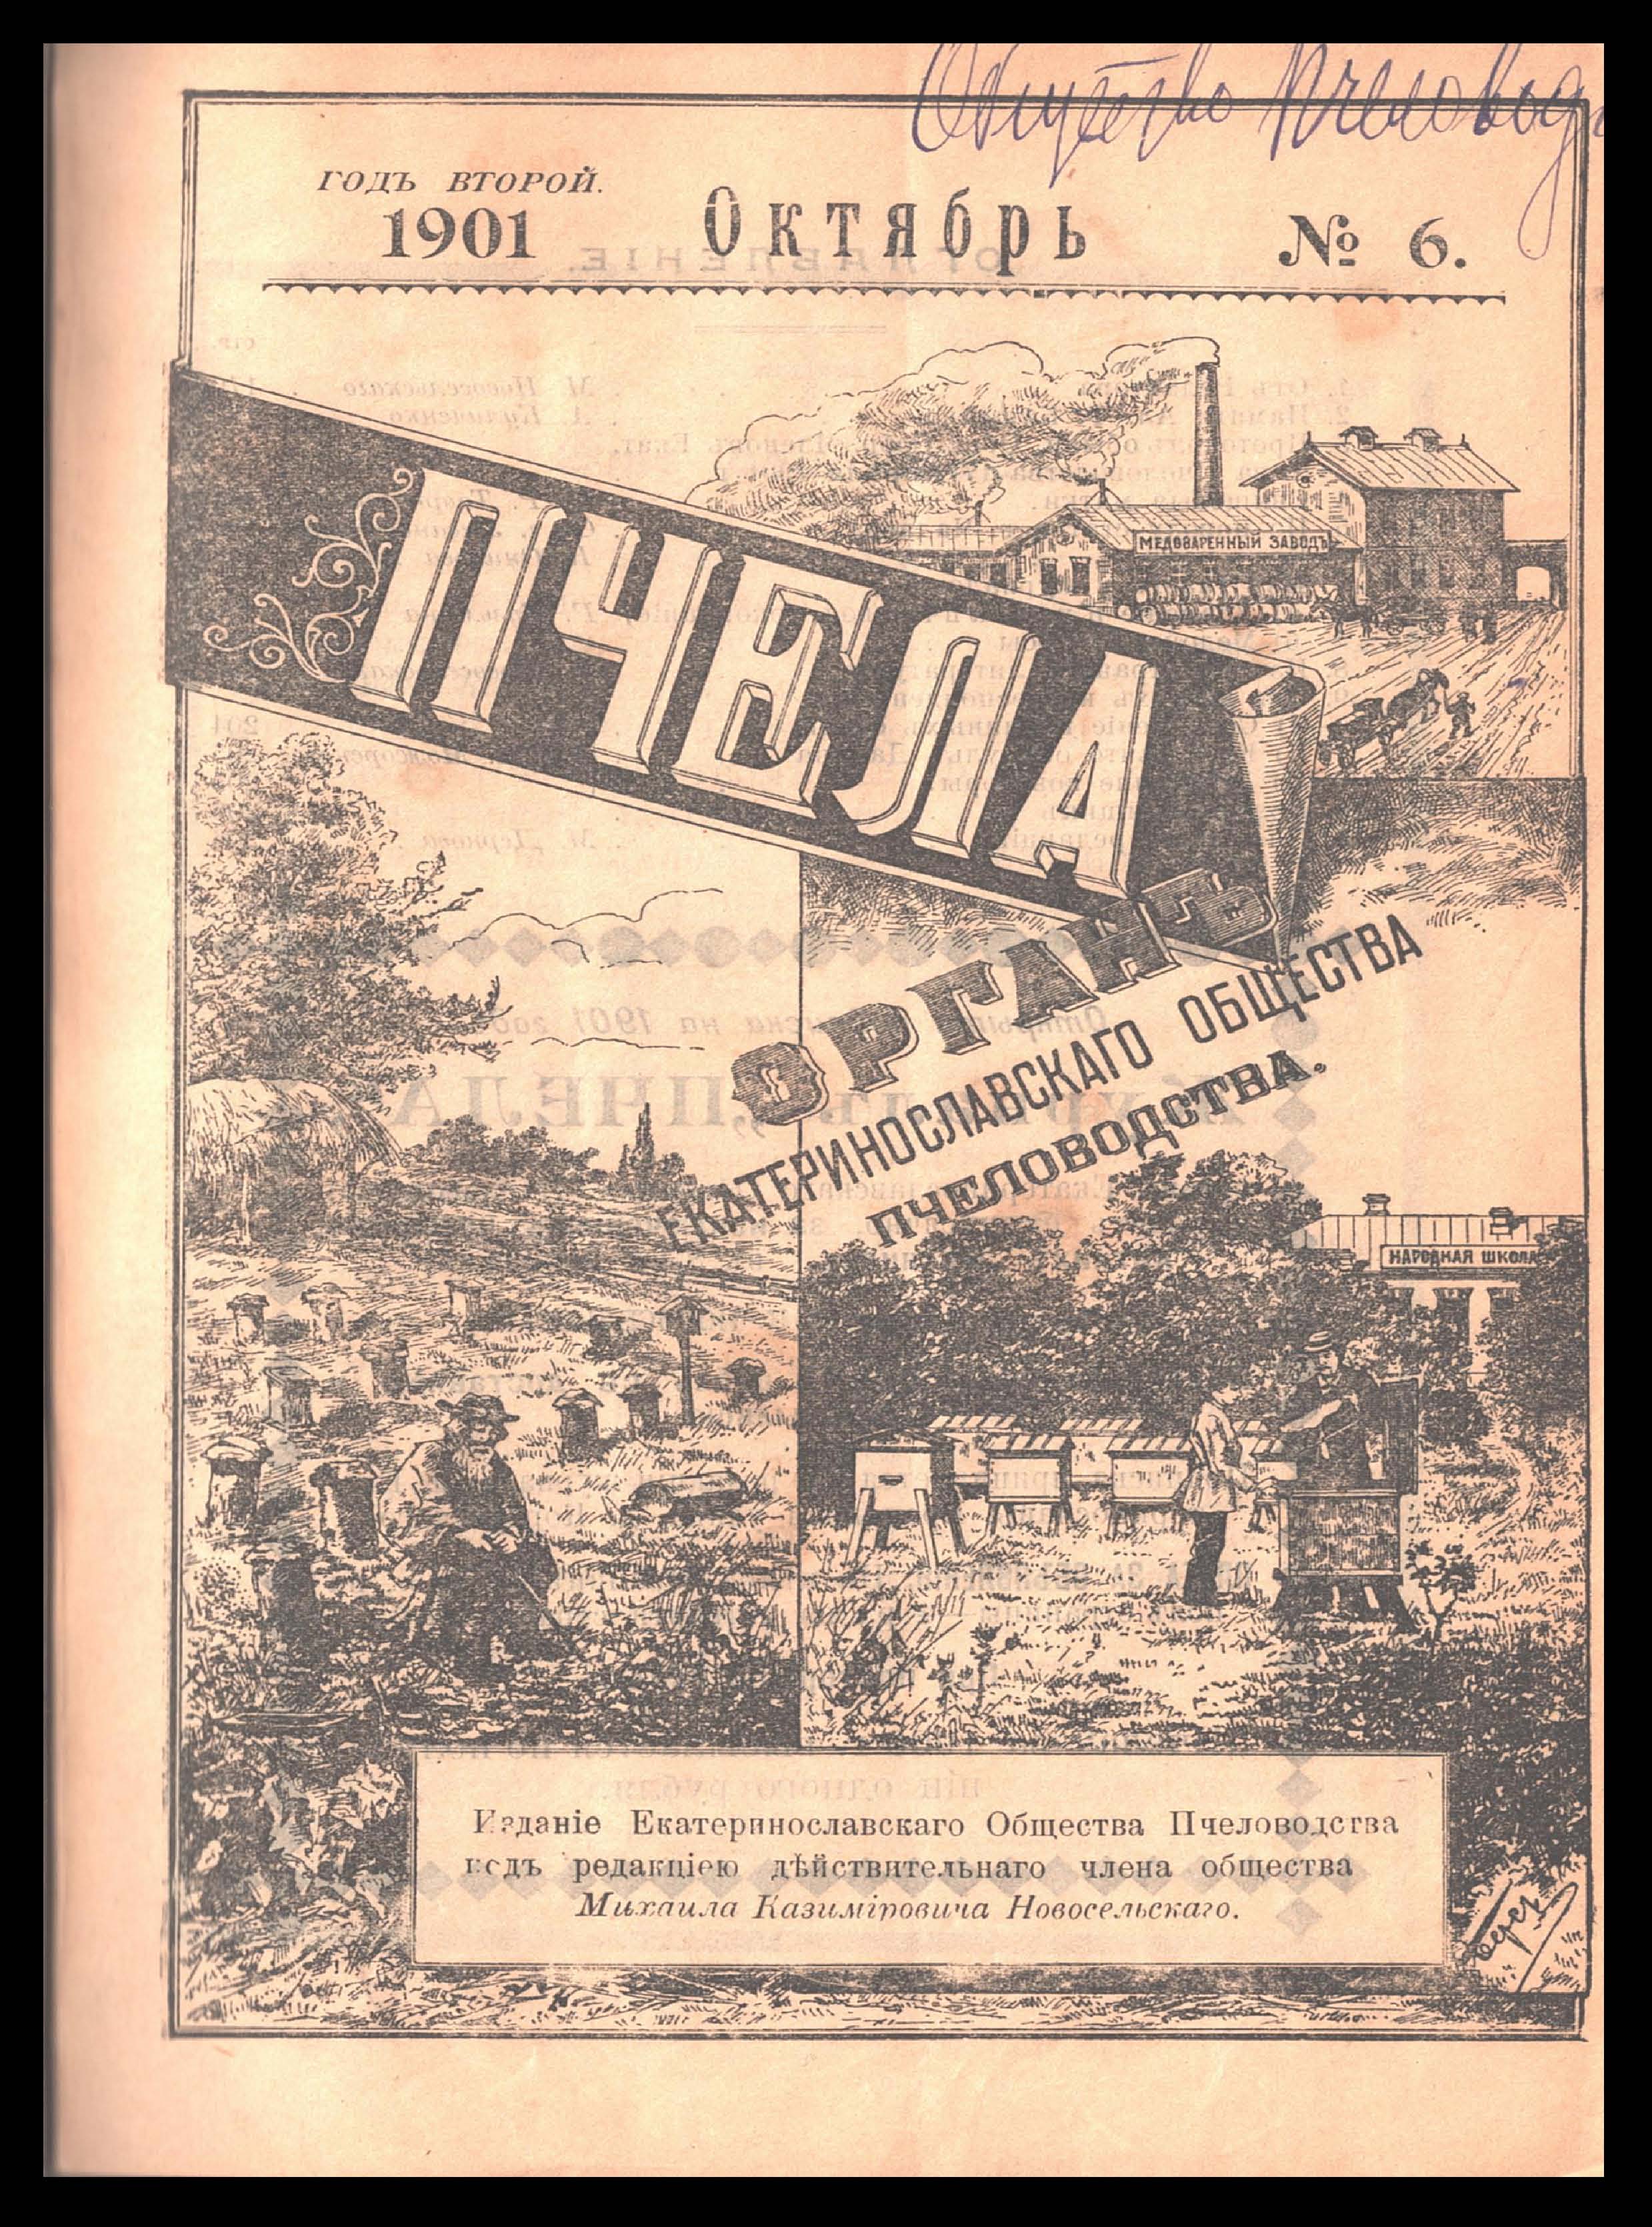 Общество Пчеловод
ГОДЪ ВТОРОЙ.
1901 Октябрь № 6.
МЕДОВАРЕННЫЙ ЗАВОДЪ
ПЧЕЛА
ОРГАНЪ
ЕКАТЕРИНОСЛАВСКАГО ОБЩЕСТВА
ПЧЕЛОВОДСТВА.
НАРОДНАЯ ШКОЛА
Изданіе Екатеринославскаго Общества Пчеловодства
подъ редакціею дѣйствительнаго члена общества
Михаила Казиміровича Новосельскаго.